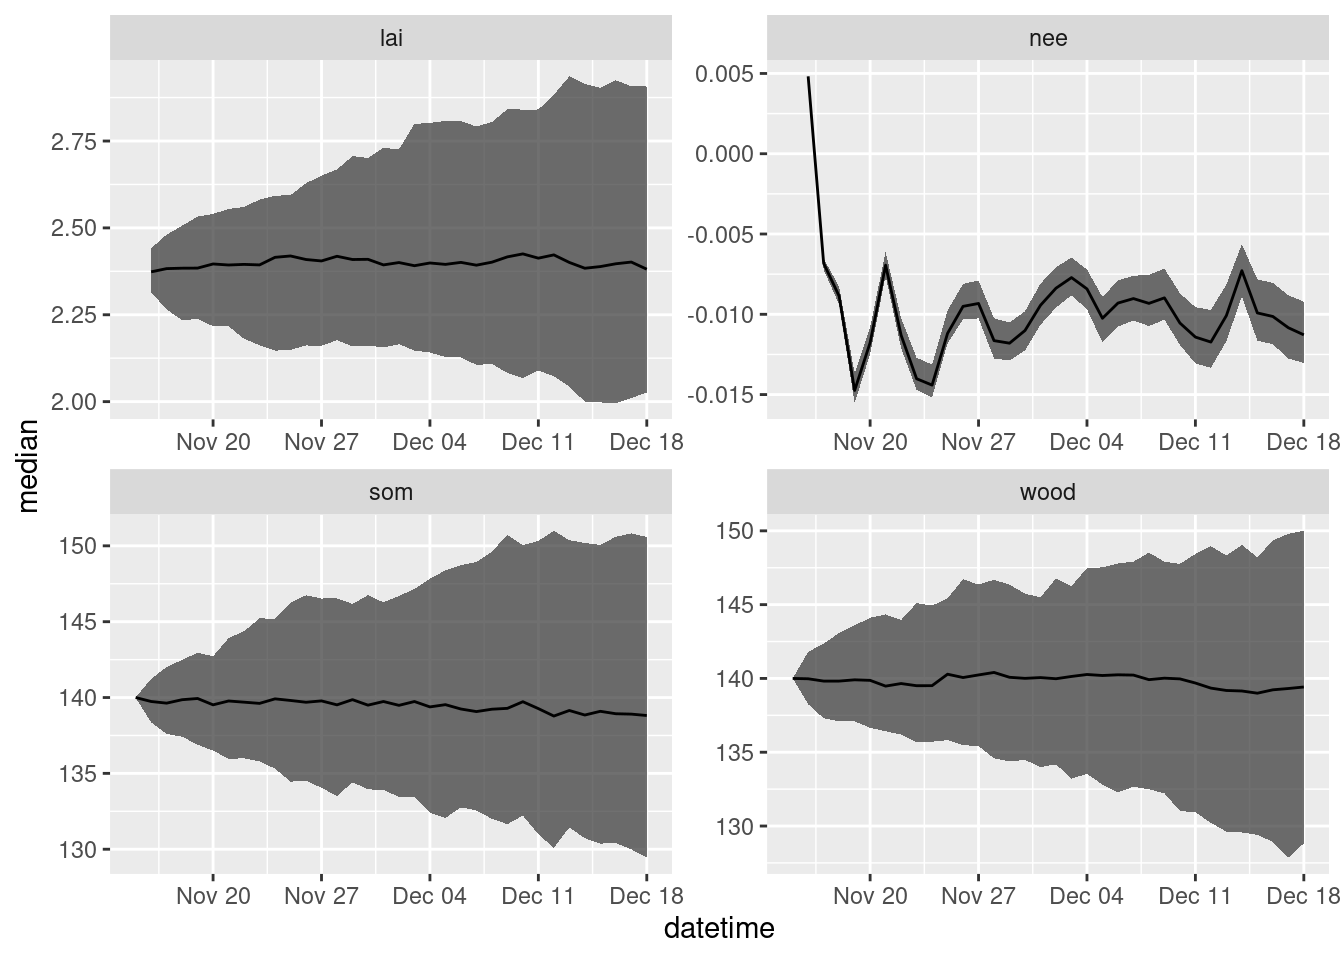 lai
nee
2.75
2.50
2.25
2.00
0.005
0.000
-0.005
-0.010
-0.015
Nov 20 Nov 27 Dec 04 Dec 11 Dec 18
Nov 20 Nov 27 Dec 04 Dec 11 Dec 18
median
som
wood
150
145
140
135
130
150
145
140
135
130
Nov 20 Nov 27 Dec 04 Dec 11 Dec 18
Nov 20 Nov 27 Dec 04 Dec 11 Dec 18
datetime